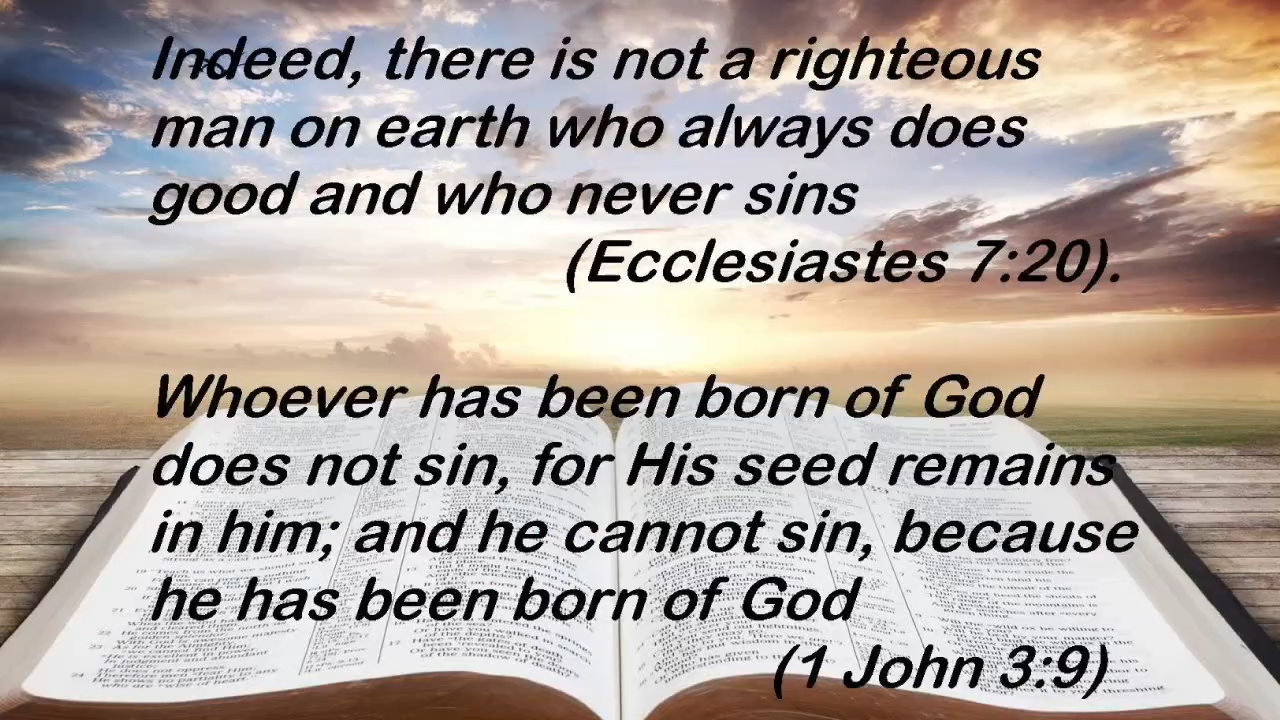 Indeed, there is not a righteous
man on earth who always does
good and who never sins
(Ecclesiastes 7:20).
Whoever has been born of God
does not sin, for His seed remains
in him; and he cannot sin, because
he has been born of God
(1 John 3:9)